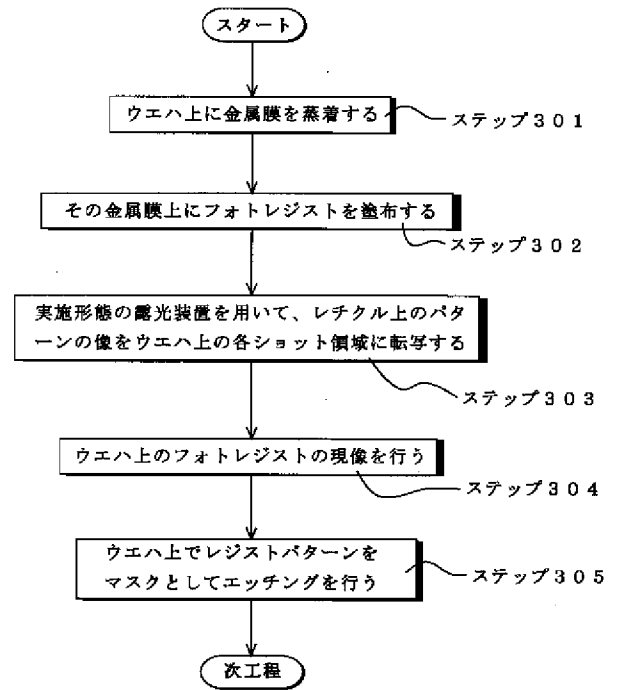 スタート
ウエハ上に金属膜を蒸着する
ステップ301
その金属膜上にフォトレジストを塗布する
ステップ302
実施形態の露光装置を用いて、レチクル上のパタ
ーンの像をウエハ上の各ショット領域に転写する
ステップ303
ウエハ上のフォトレジストの現像を行う
ステップ304
ウエハ上でレジストパターンを
マスクとしてエッチングを行う
ステップ305
次工程